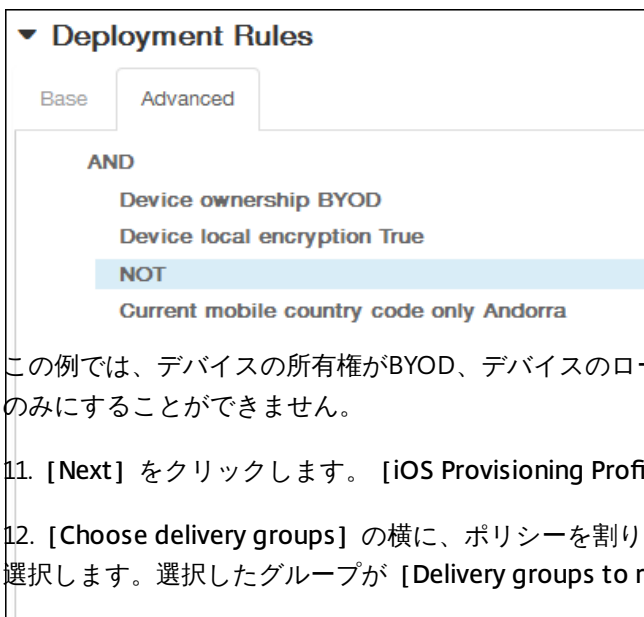 Deployment Rules
Base Advanced
AND
Device ownership BYOD
Device local encryption True
NOT
Current mobile country code only Andorra
この例では、デバイスの所有権がBYOD、デバイスのロー
のみにすることができません。
11. [Next] をクリックします。 [iOS Provisioning Profi
12. [Choose delivery groups] の横に、ポリシーを割り
選択します。選択したグループが [Delivery groups to r